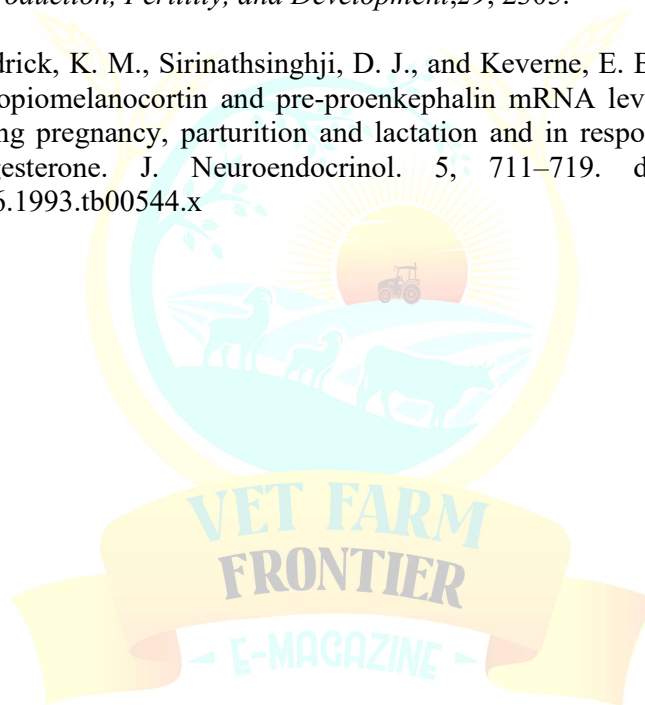 oduction, Fertility, and Development,29, 2305.
drick, K. M., Sirinathsinghji, D. J., and Keverne, E. E
opiomelanocortin and pre-proenkephalin mRNA lev
ng pregnancy, parturition and lactation and in respo
gesterone. J. Neuroendocrinol. 5, 711–719. d
6.1993.tb00544.x
VET FARM
FRONTIER
E-MAGAZINE